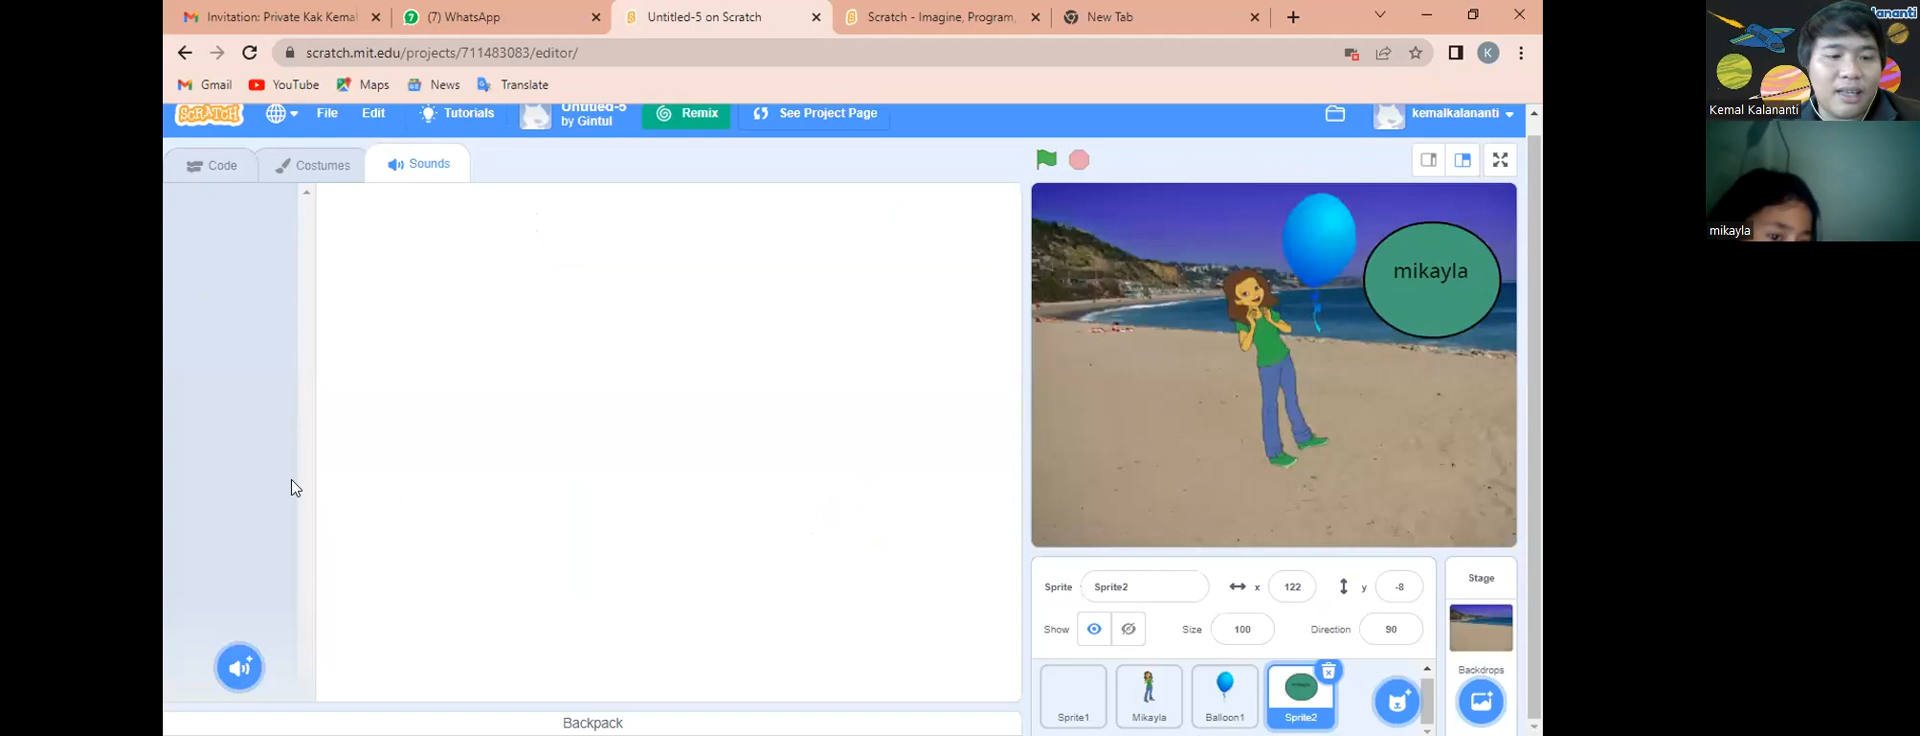 Invitation: Private Kak Kemal
(7) WhatsApp
Untitled-5 on Scratch
Scratch - Imagine, Program,
New Tab
scratch.mit.edu/projects/711483083/editor/
K
Gmail
YouTube
Maps
News
Translate
SCRATCH
File
Edit
Tutorials
Untitled-5
by Gintul
Remix
See Project Page
kemalkalananti
Code
Costumes
Sounds
mikayla
Sprite
Sprite2
x
122
y
-8
Show
Size
100
Direction
90
Stage
Backdrops
Sprite1
Mikayla
Balloon1
Sprite2
Backpack
Kemal Kalananti
mikayla